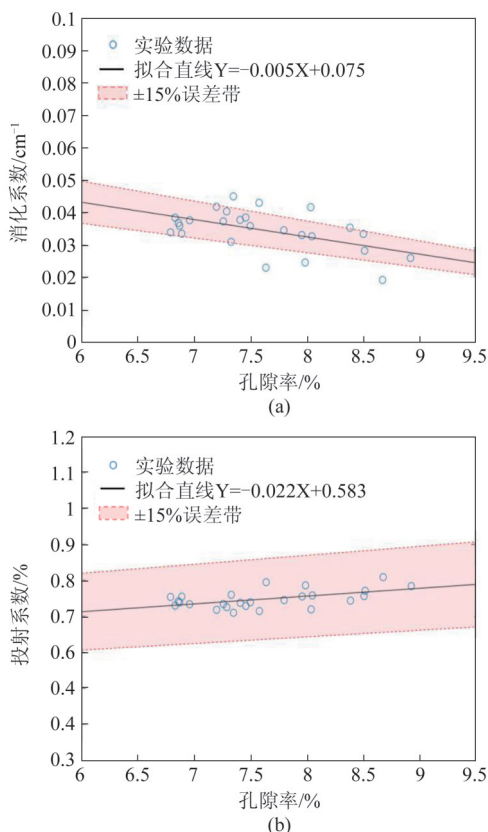 0.1
0.09
0.08
0.07
0.06
0.05
0.04
0.03
0.02
0.01
0
消化系数/cm⁻¹
实验数据
拟合直线Y=−0.005X+0.075
±15%误差带
6 6.5 7 7.5 8 8.5 9 9.5
孔隙率/%
(a)
1.2
1.1
1
0.9
0.8
0.7
0.6
0.4
0.4
0.3
投射系数/%
实验数据
拟合直线Y=−0.022X+0.583
±15%误差带
6 6.5 7 7.5 8 8.5 9 9.5
孔隙率/%
(b)